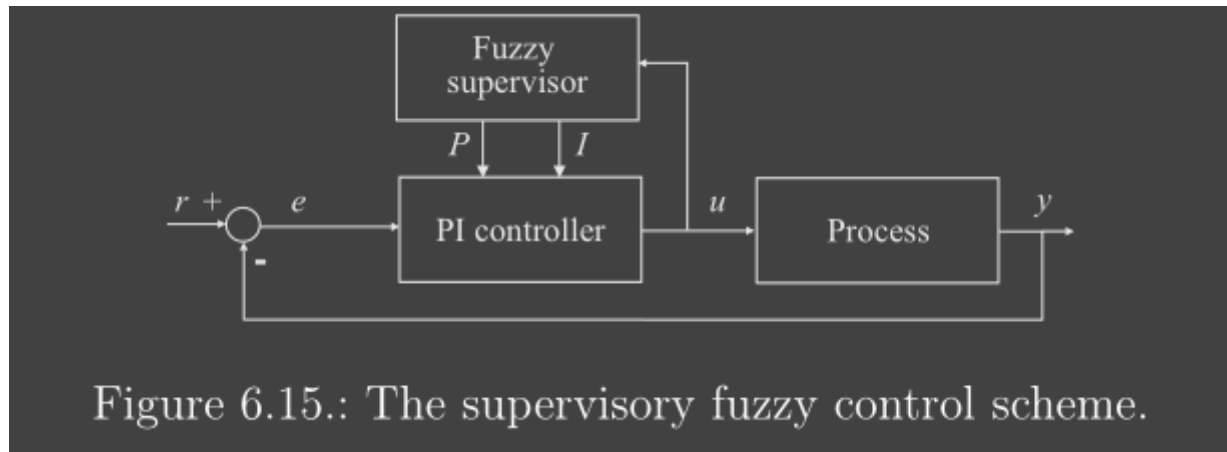 Fuzzy
supervisor
P I
r + e u y
PI controller Process
-
Figure 6.15.: The supervisory fuzzy control scheme.